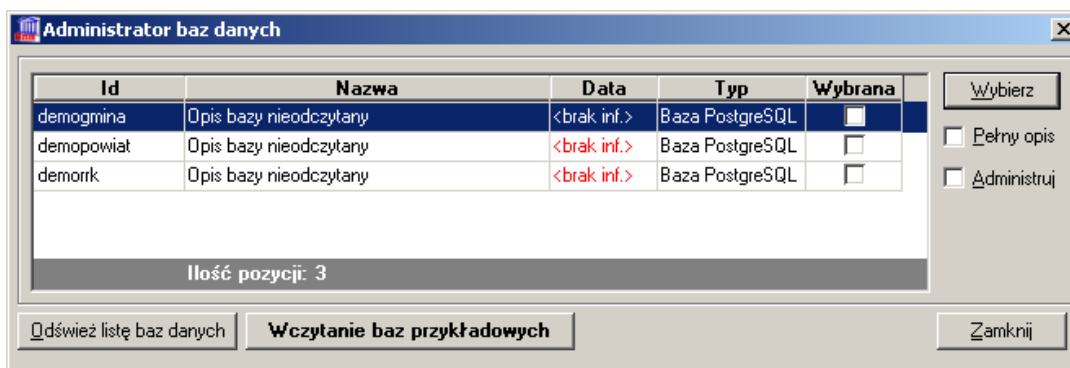 Administrator baz danych
Id Nazwa Data Typ Wybrana
demogmina Opis bazy nieodczytany <brak inf.> Baza PostgreSQL
demopowiat Opis bazy nieodczytany <brak inf.> Baza PostgreSQL
demorrk Opis bazy nieodczytany <brak inf.> Baza PostgreSQL
Ilość pozycji: 3
Wybierz
Pełny opis
Administruj
Odśwież listę baz danych Wczytanie baz przykładowych Zamknij